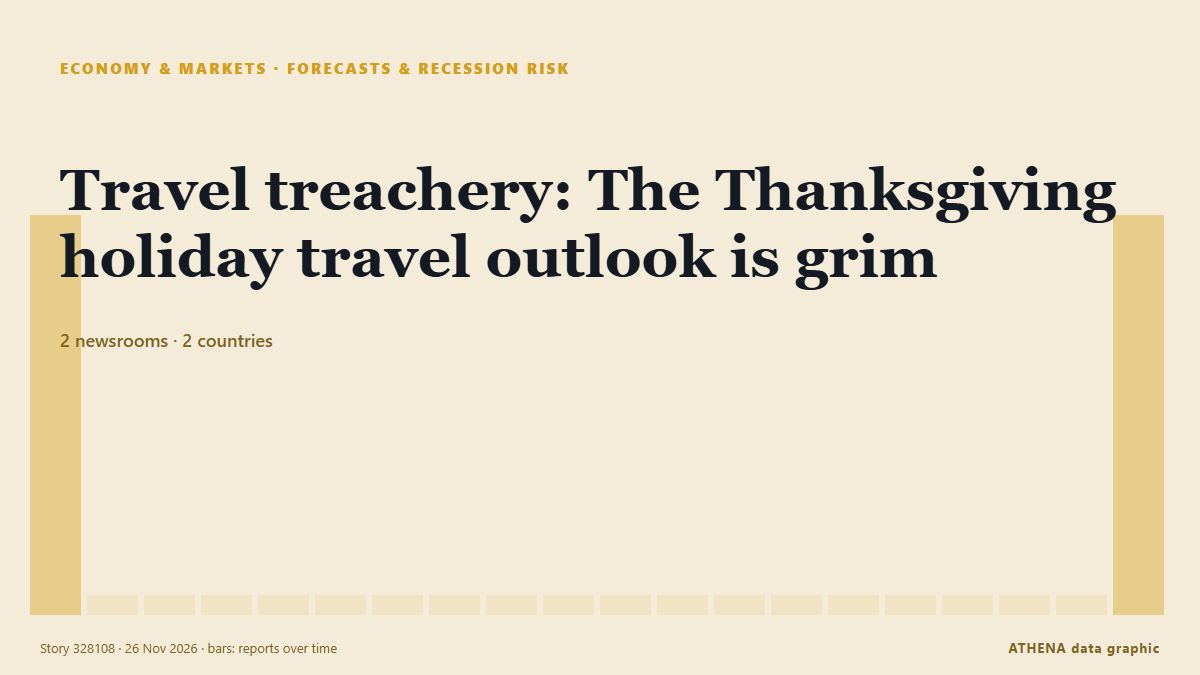 ECONOMY & MARKETS · FORECASTS & RECESSION RISK
Travel treachery: The Thanksgiving
holiday travel outlook is grim
2 newsrooms · 2 countries
Story 328108 · 26 Nov 2026 · bars: reports over time
ATHENA data graphic